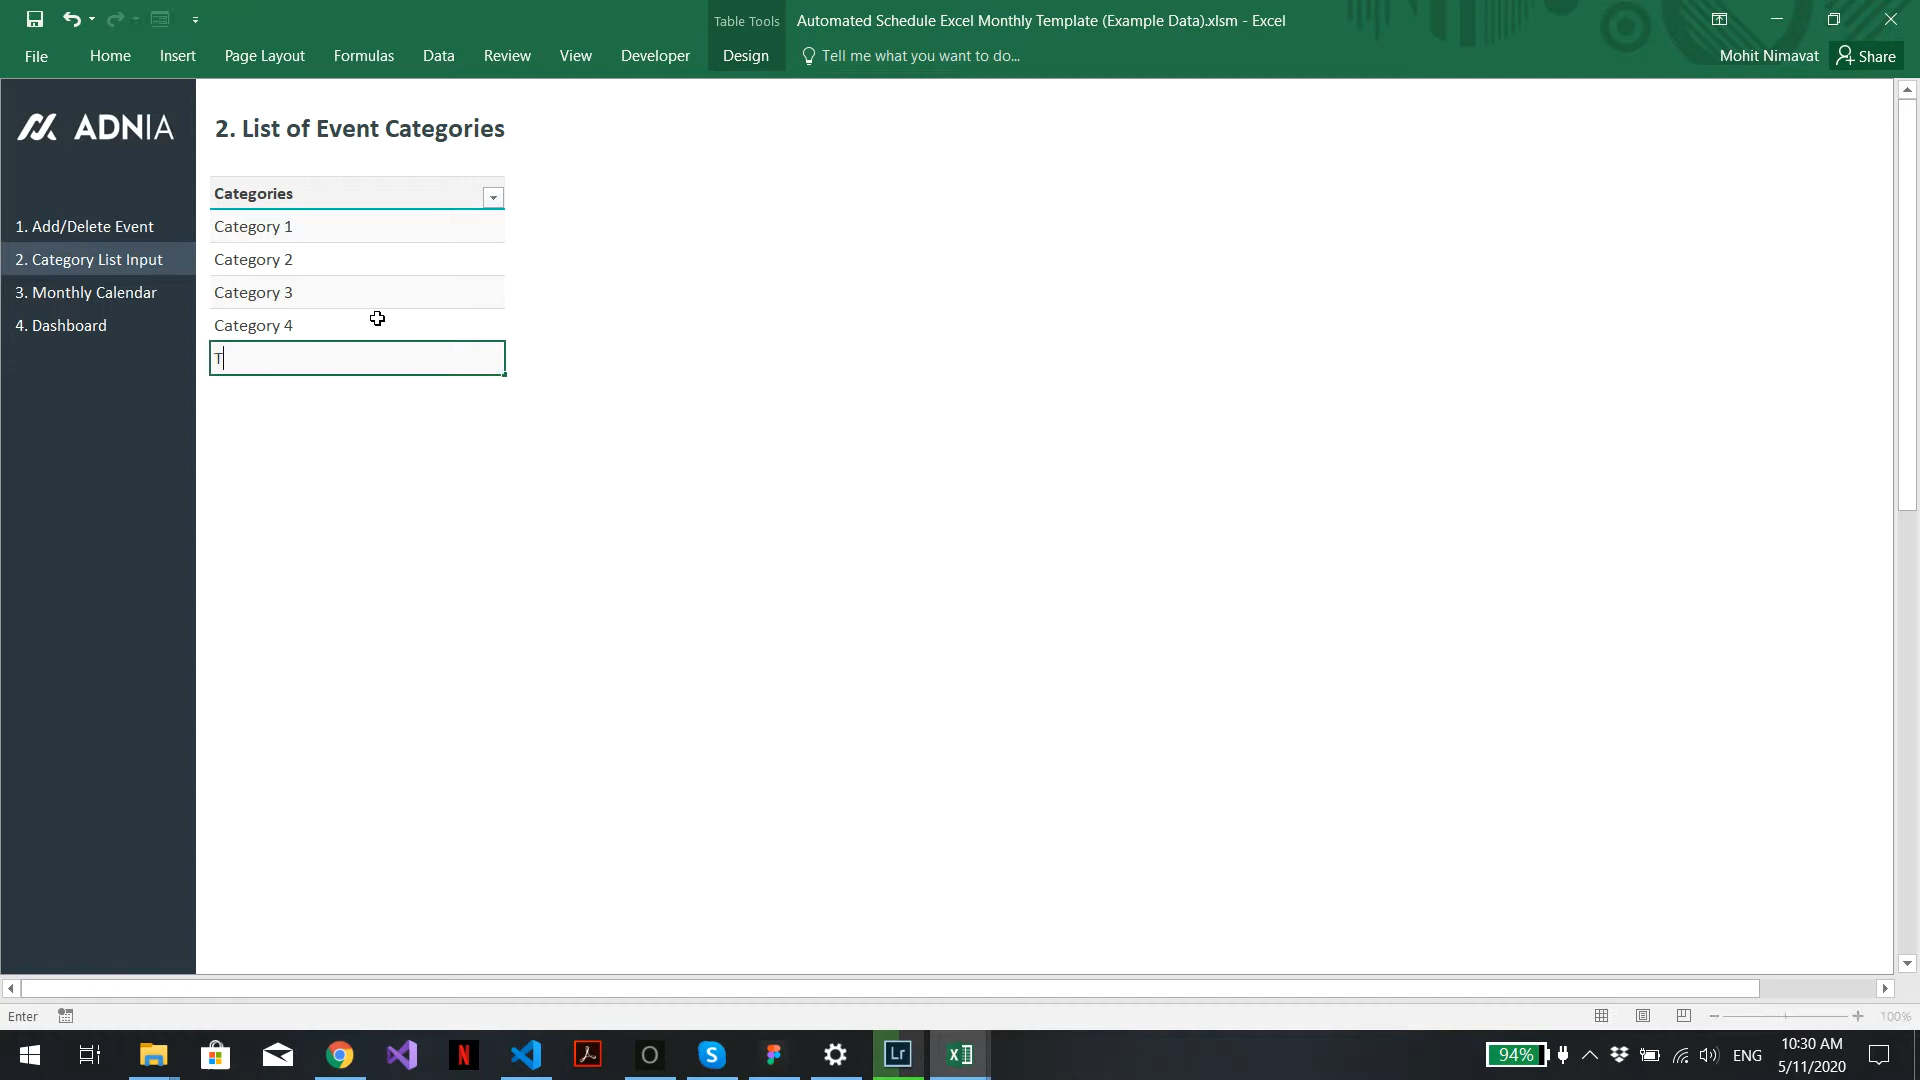 Table Tools
Automated Schedule Excel Monthly Template (Example Data).xlsm - Excel
File
Home
Insert
Page Layout
Formulas
Data
Review
View
Developer
Design
Tell me what you want to do...
Mohit Nimavat
Share
ADNIA
2. List of Event Categories
Categories
1. Add/Delete Event
Category 1
2. Category List Input
Category 2
3. Monthly Calendar
Category 3
4. Dashboard
Category 4
T
Enter
100%
N
O
S
Lr
X
94%
ENG
10:30 AM
5/11/2020